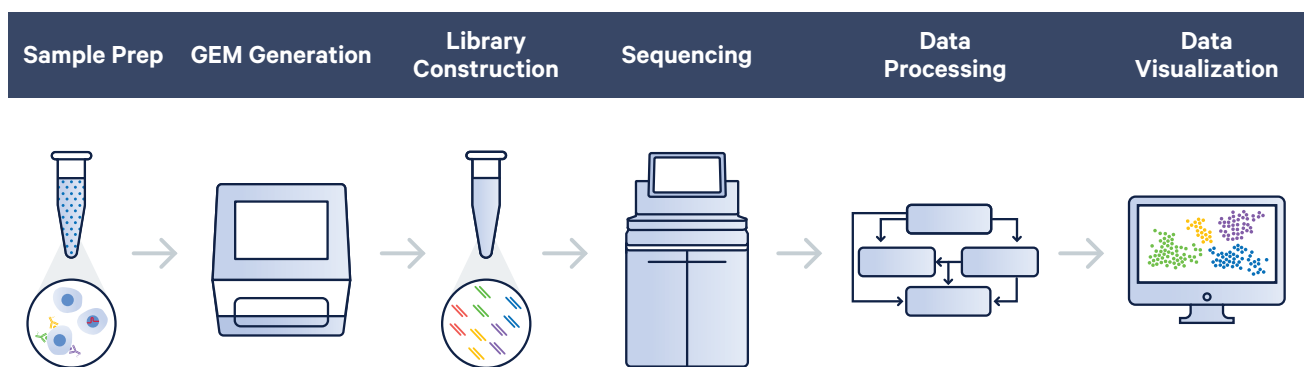 Sample Prep
GEM Generation
Library
Construction
Sequencing
Data
Processing
Data
Visualization